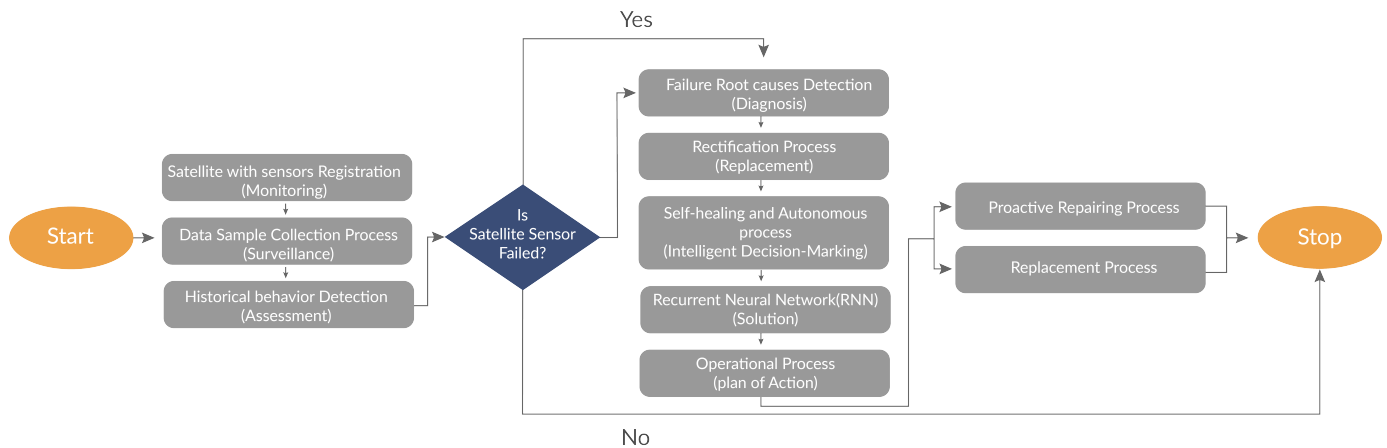 Yes
Start
Satellite with sensors Registration
(Monitoring)
Data Sample Collection Process
(Surveillance)
Historical behavior Detection
(Assessment)
Is
Satellite Sensor
Failed?
Failure Root causes Detection
(Diagnosis)
Rectification Process
(Replacement)
Self-healing and Autonomous
process
(Intelligent Decision-Marking)
Recurrent Neural Network(RNN)
(Solution)
Operational Process
(plan of Action)
Proactive Repairing Process
Replacement Process
Stop
No